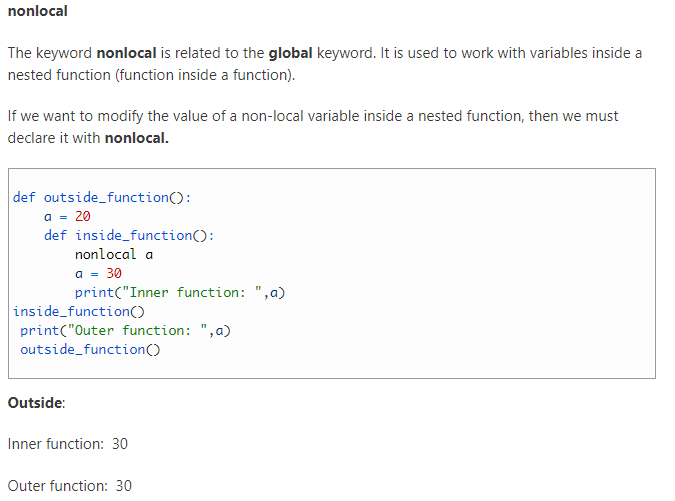 nonlocal
The keyword nonlocal is related to the global keyword. It is used to work with variables inside a
nested function (function inside a function).
If we want to modify the value of a non-local variable inside a nested function, then we must
declare it with nonlocal.
def outside_function():
    a = 20
    def inside_function():
        nonlocal a
        a = 30
        print("Inner function: ",a)
inside_function()
 print("Outer function: ",a)
 outside_function()
Outside:
Inner function:  30
Outer function:  30